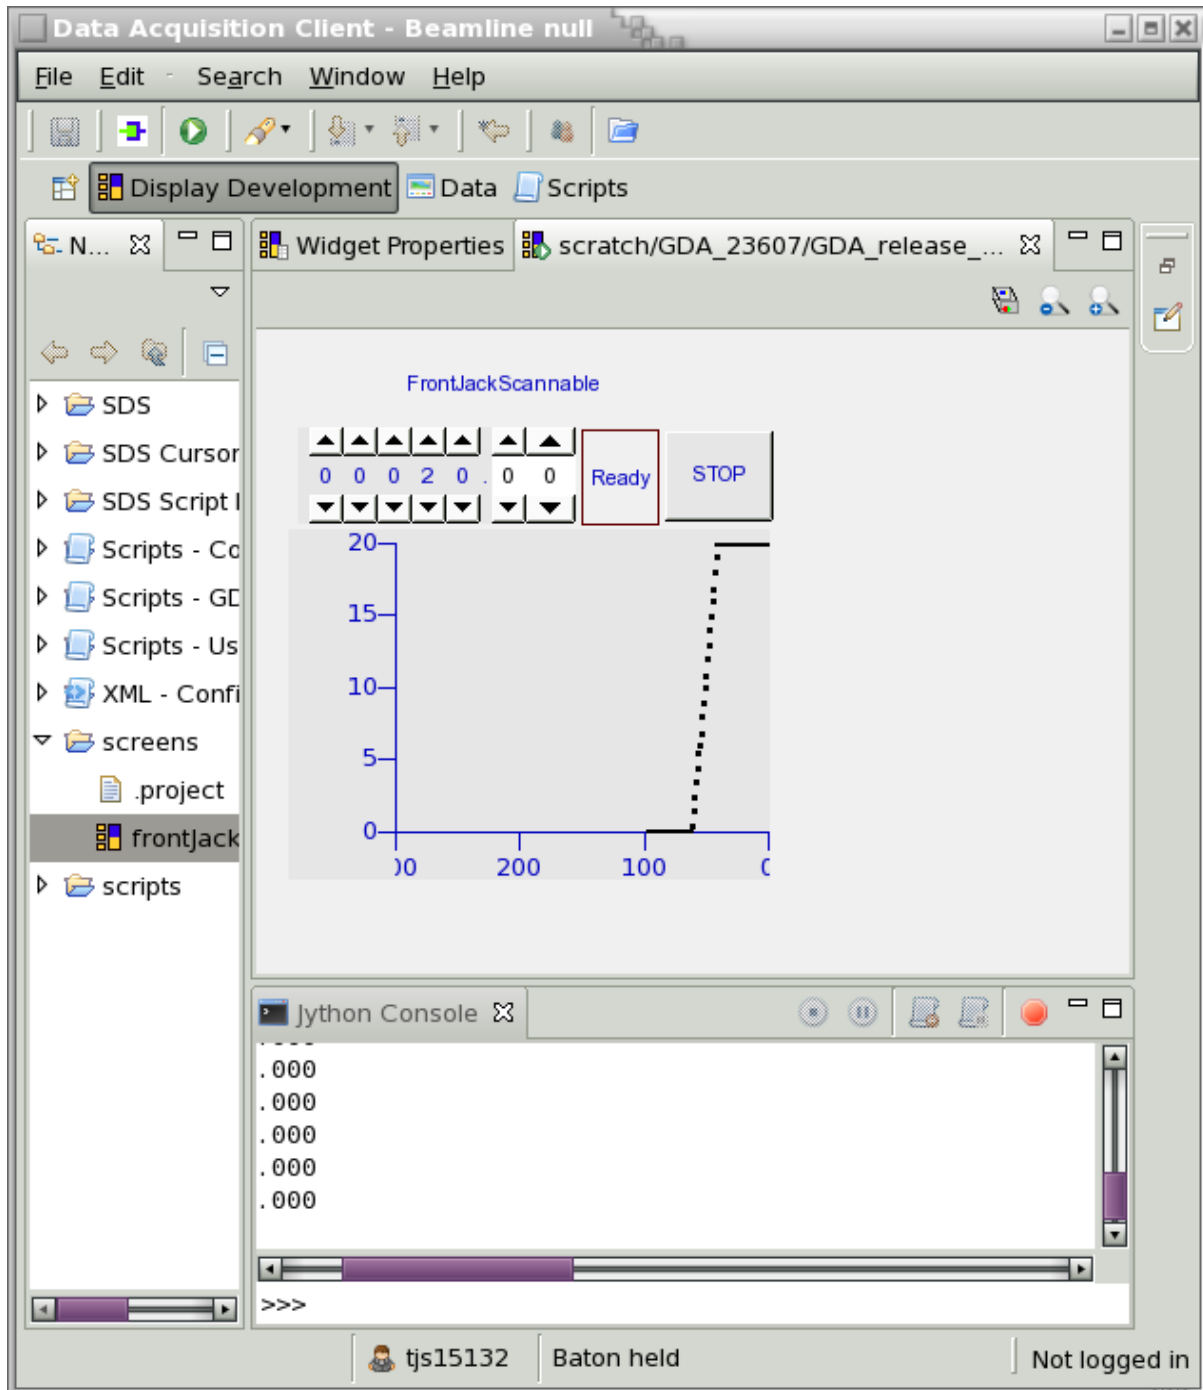 Data Acquisition Client - Beamline null
File Edit Search Window Help
Display Development Data Scripts
N... Widget Properties scratch/GDA_23607/GDA_release_...
SDS
SDS Cursor
SDS Script
Scripts - Co
Scripts - GD
Scripts - Us
XML - Confi
screens
.project
frontJack
scripts
FrontJackScannable
0 0 0 2 0 . 0 0
Ready
STOP
20
15
10
5
0
00 200 100 0
Jython Console
.000
.000
.000
.000
.000
>>>
tjs15132 Baton held Not logged in